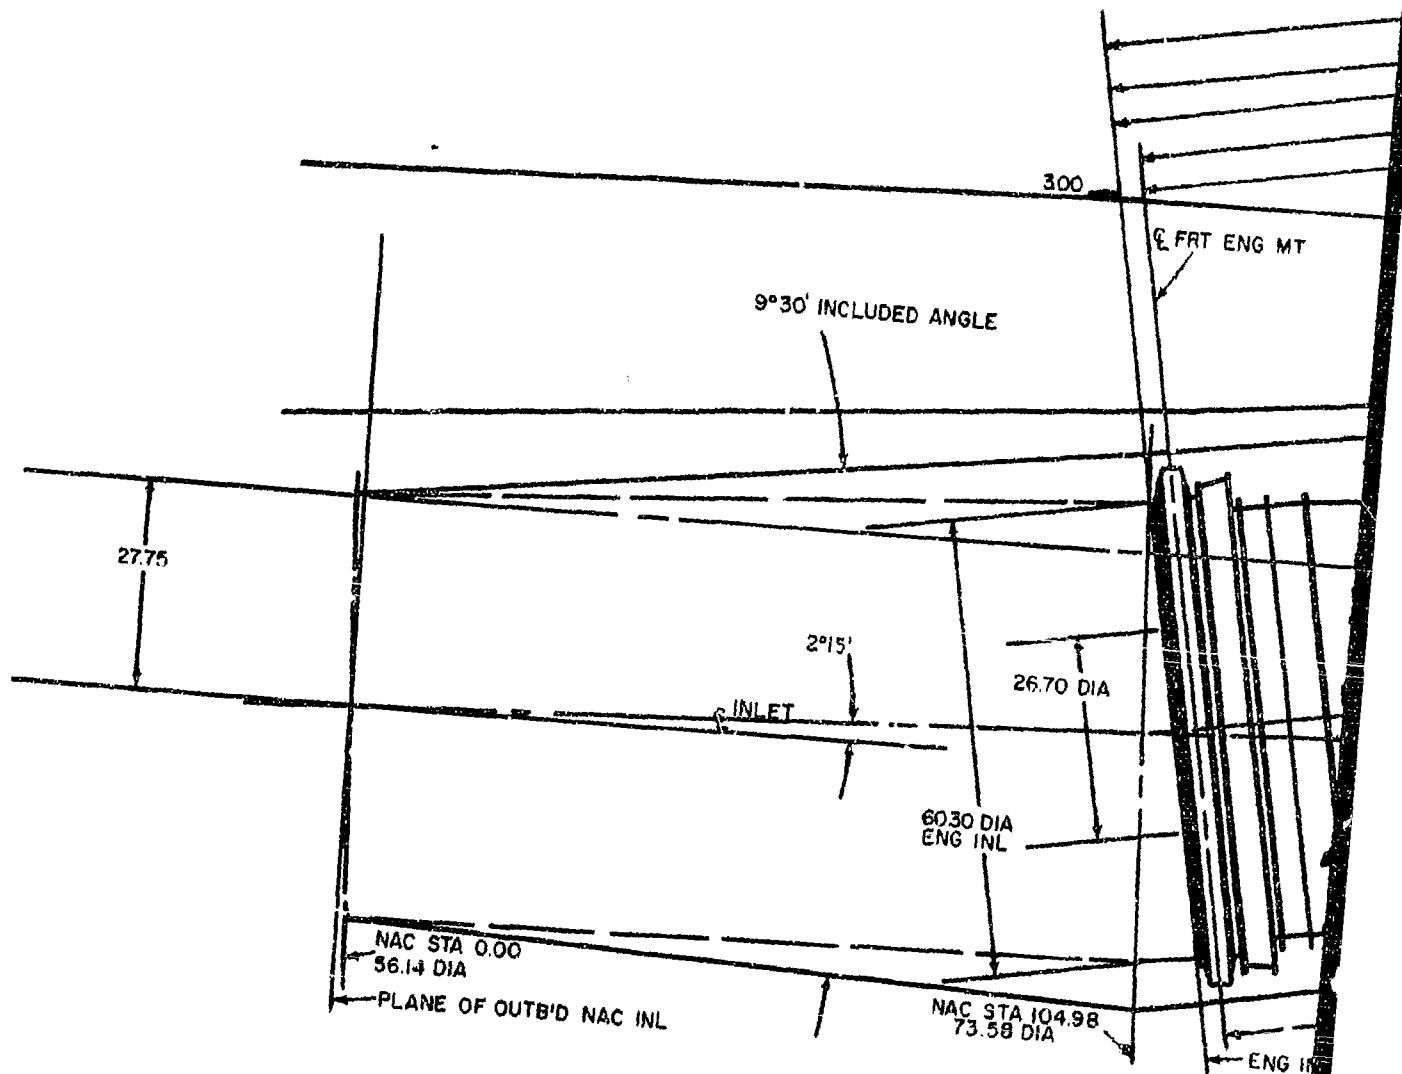 300
℄ FRT ENG MT
9°30' INCLUDED ANGLE
27.75
2°15'
26.70 DIA
℄ INLET
60.30 DIA
ENG INL
NAC STA 0.00
56.14 DIA
PLANE OF OUTB'D NAC INL
NAC STA 104.98
73.58 DIA
ENG